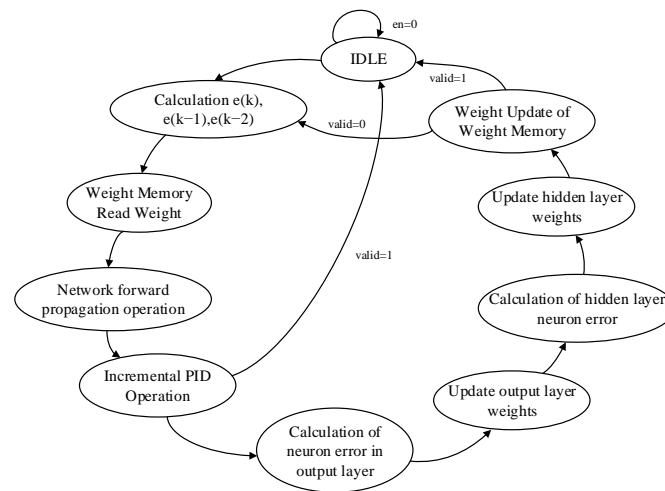 en=0
IDLE
valid=1
Calculation e(k),
e(k−1),e(k−2)
valid=0
Weight Update of
Weight Memory
Weight Memory
Read Weight
Update hidden layer
weights
valid=1
Network forward
propagation operation
Calculation of hidden layer
neuron error
Incremental PID
Operation
Update output layer
weights
Calculation of
neuron error in
output layer